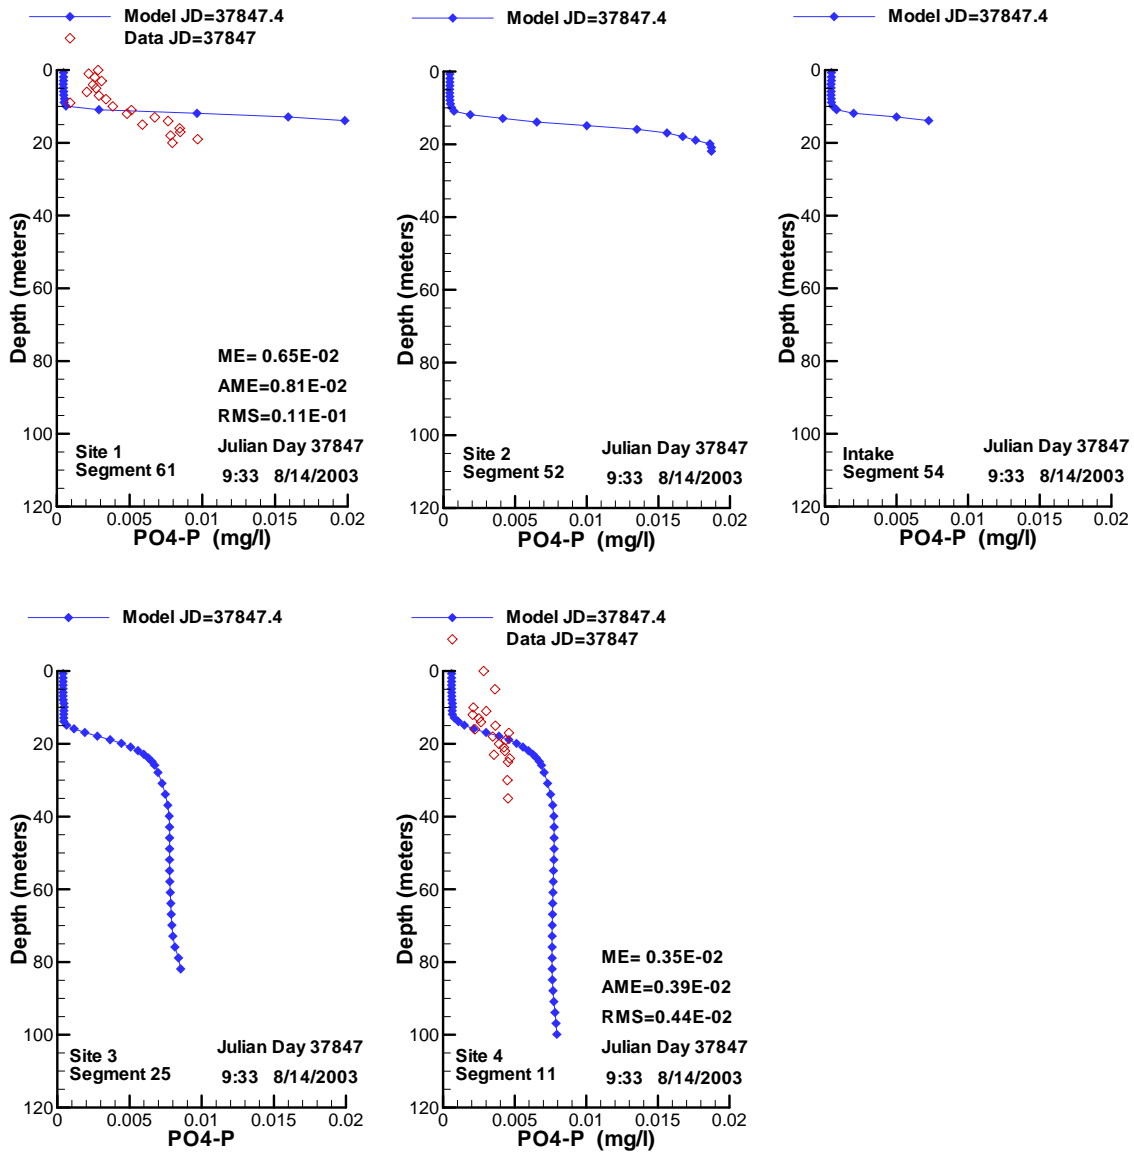 Model JD=37847.4
Data JD=37847
0
20
40
60
80
100
120
Depth (meters)
ME= 0.65E-02
AME=0.81E-02
RMS=0.11E-01
Site 1
Segment 61
Julian Day 37847
9:33 8/14/2003
0 0.005 0.01 0.015 0.02
PO4-P (mg/l)
Model JD=37847.4
0
20
40
60
80
100
120
Depth (meters)
Site 2
Segment 52
Julian Day 37847
9:33 8/14/2003
0 0.005 0.01 0.015 0.02
PO4-P (mg/l)
Model JD=37847.4
0
20
40
60
80
100
120
Depth (meters)
Intake
Segment 54
Julian Day 37847
9:33 8/14/2003
0 0.005 0.01 0.015 0.02
PO4-P (mg/l)
Model JD=37847.4
0
20
40
60
80
100
120
Depth (meters)
Site 3
Segment 25
Julian Day 37847
9:33 8/14/2003
0 0.005 0.01 0.015 0.02
PO4-P
Model JD=37847.4
Data JD=37847
0
20
40
60
80
100
120
Depth (meters)
ME= 0.35E-02
AME=0.39E-02
RMS=0.44E-02
Site 4
Segment 11
Julian Day 37847
9:33 8/14/2003
0 0.005 0.01 0.015 0.02
PO4-P (mg/l)